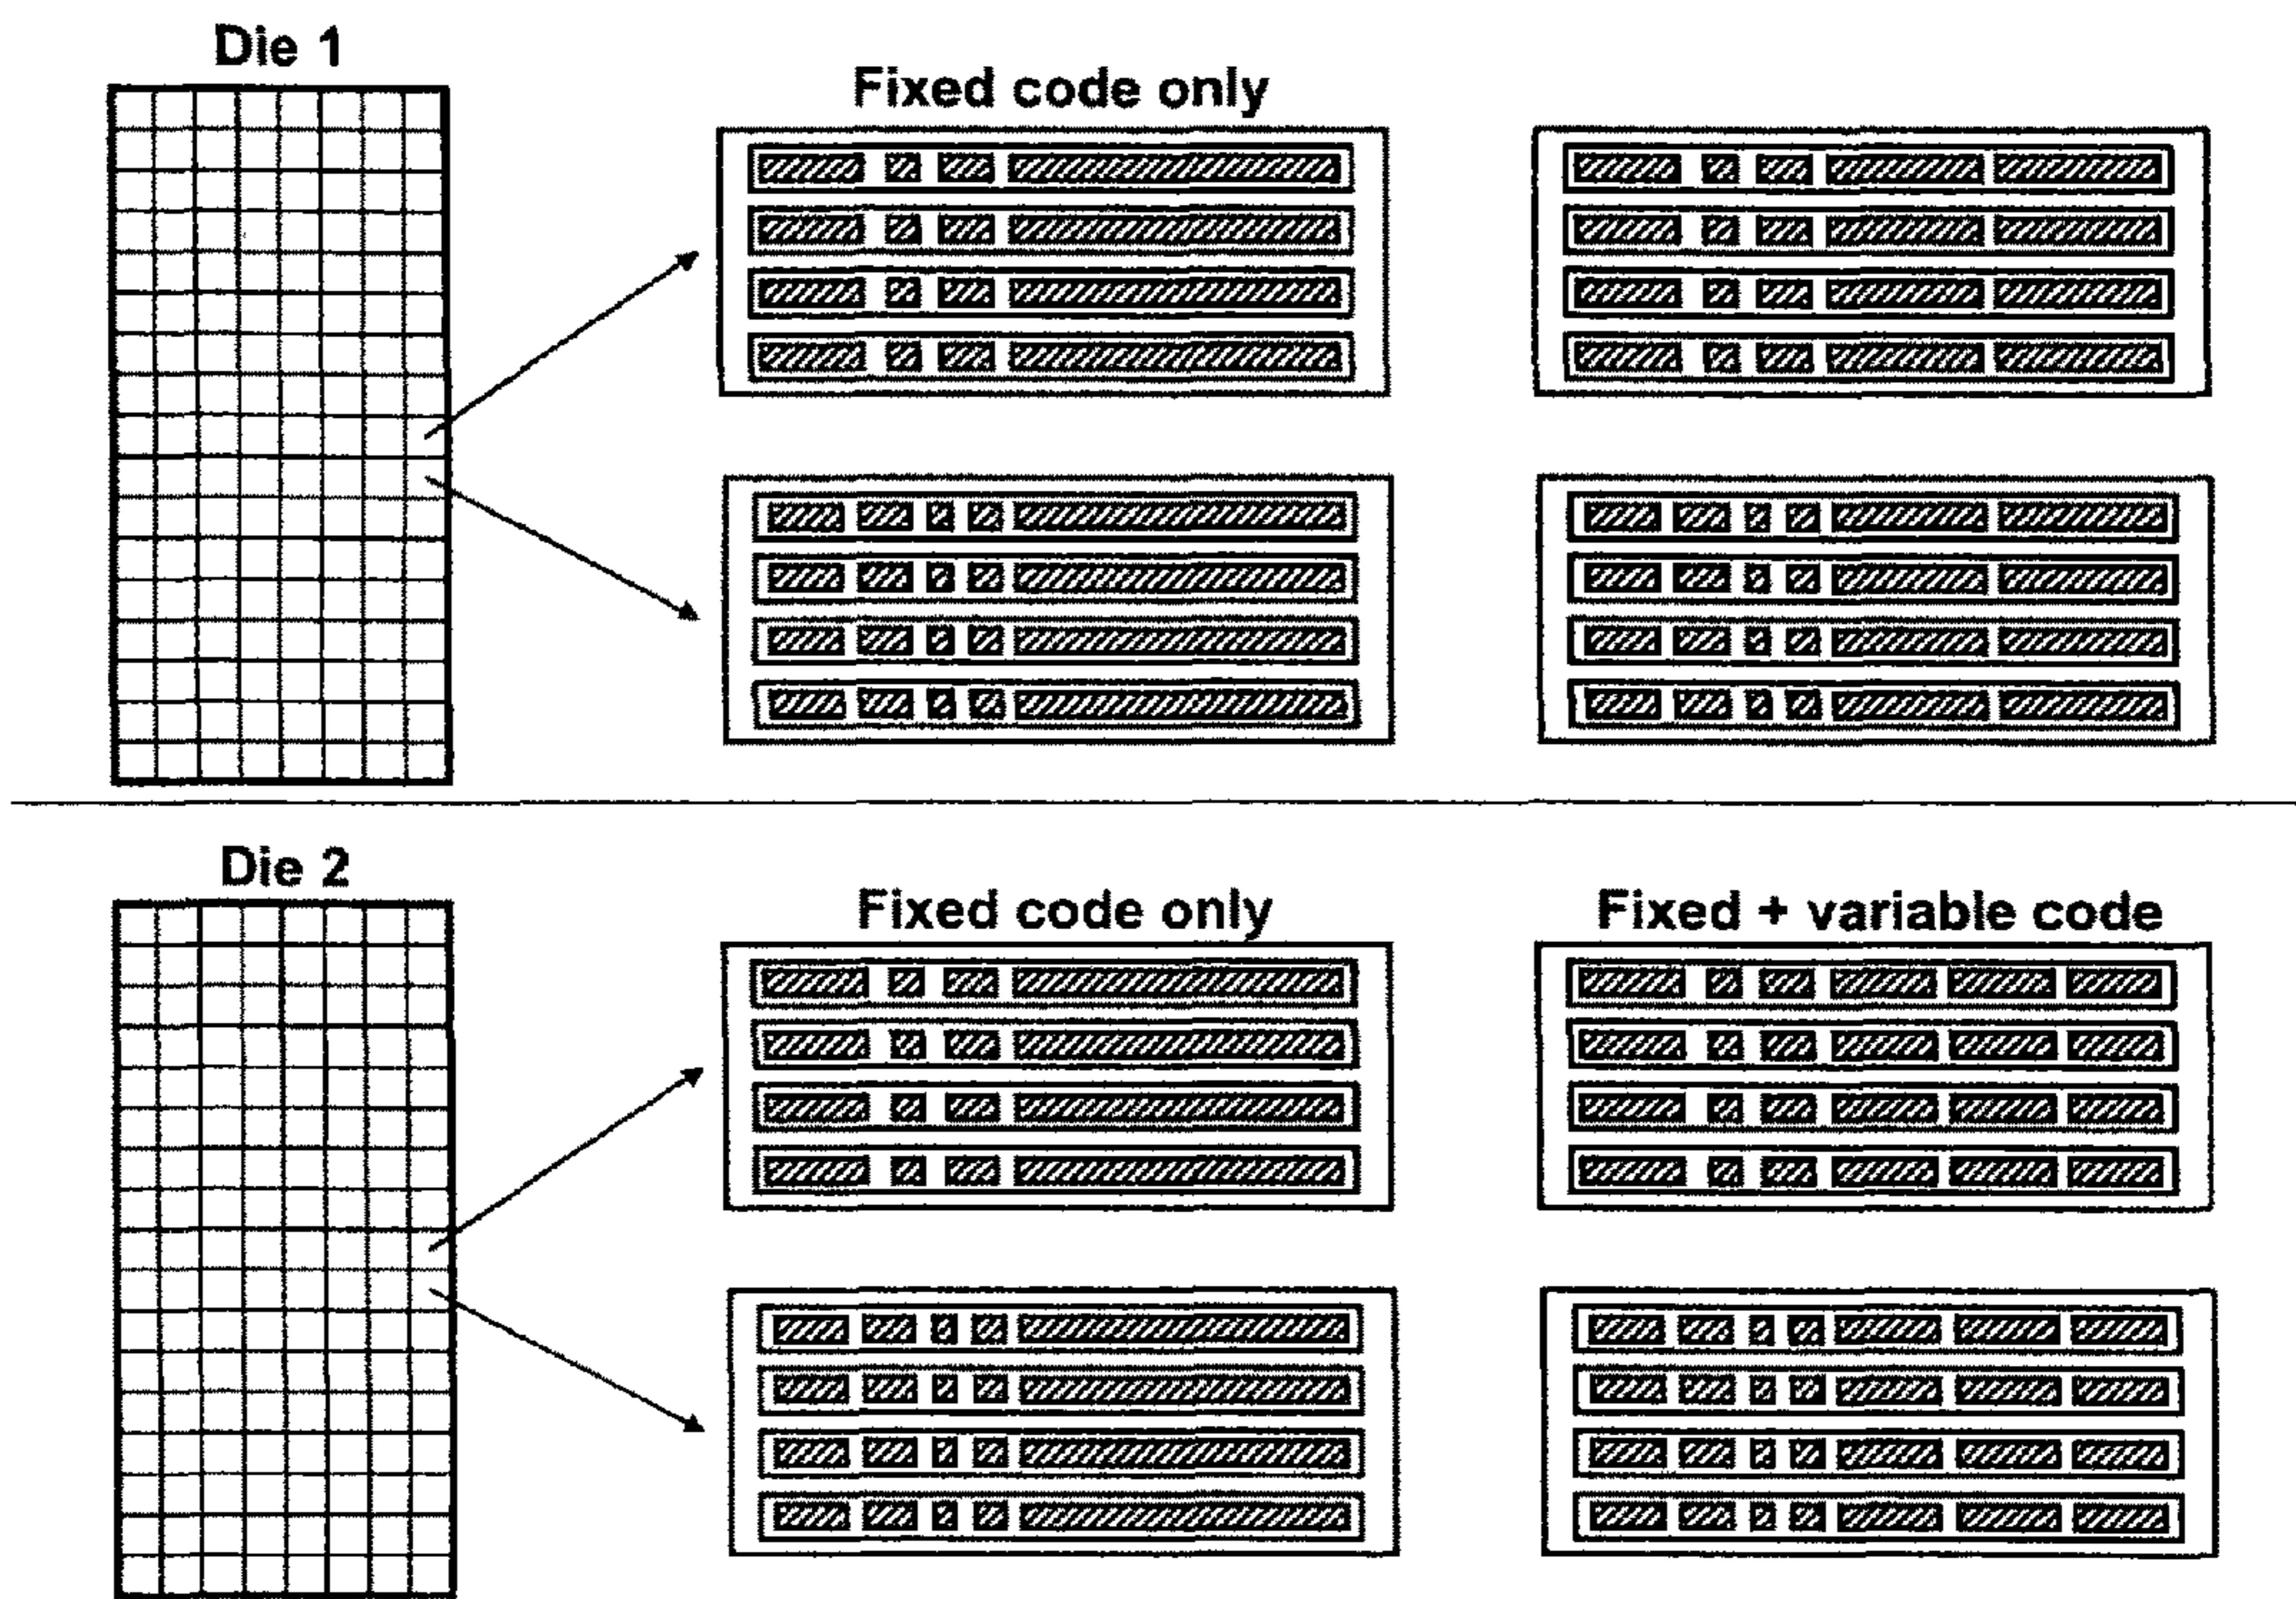 Die 1
Fixed code only
Die 2
Fixed code only
Fixed + variable code